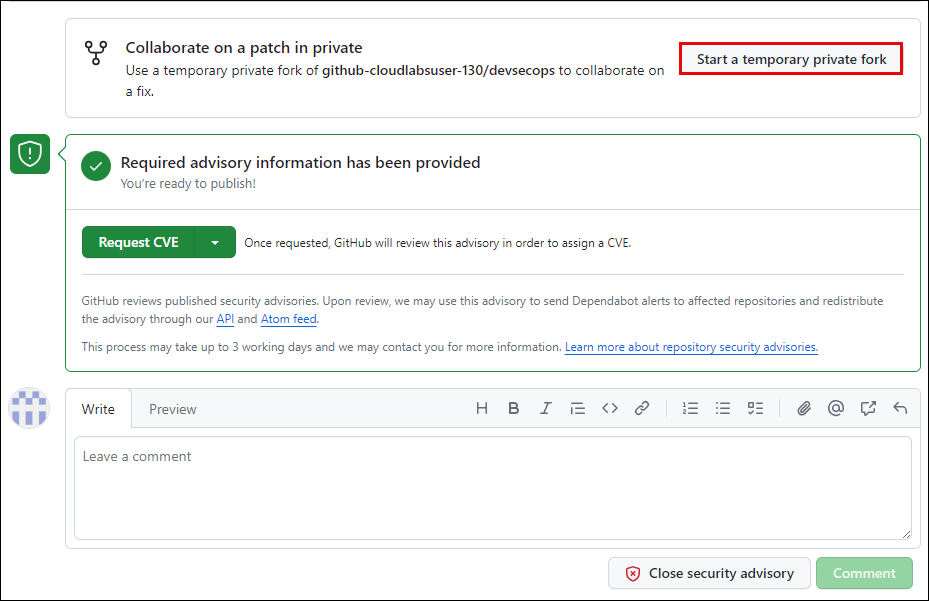 Collaborate on a patch in private
Use a temporary private fork of github-cloudlabsuser-130/devsecops to collaborate on
a fix.
Start a temporary private fork
Required advisory information has been provided
You're ready to publish!
Request CVE
Once requested, GitHub will review this advisory in order to assign a CVE.
GitHub reviews published security advisories. Upon review, we may use this advisory to send Dependabot alerts to affected repositories and redistribute
the advisory through our API and Atom feed.
This process may take up to 3 working days and we may contact you for more information. Learn more about repository security advisories.
Write
Preview
Leave a comment
Close security advisory
Comment